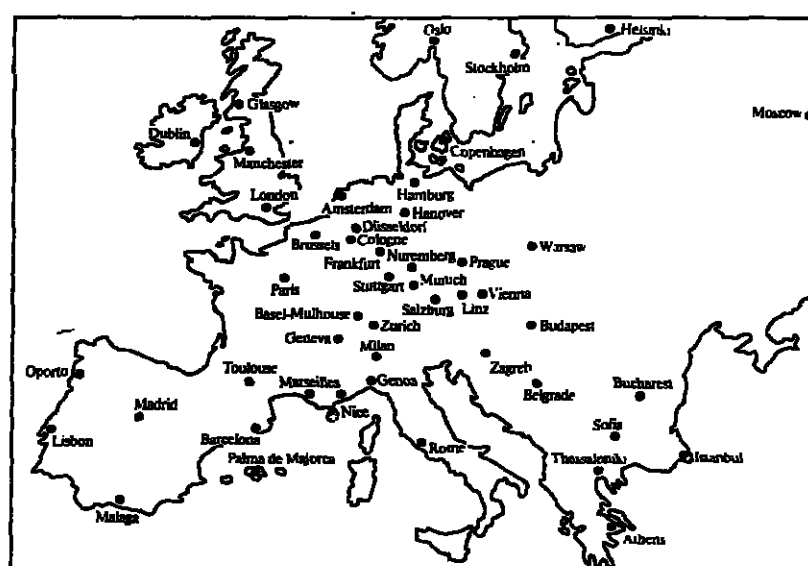 Oslo
Helsinki
Stockholm
Glasgow
Moscow
Dublin
Copenhagen
Manchester
London
Hamburg
Amsterdam
Hanover
Düsseldorf
Cologne
Brussels
Warsaw
Nuremberg
Frankfurt
Prague
Paris
Stuttgart
Munich
Vienna
Salzburg
Linz
Basel-Mulhouse
Zurich
Budapest
Geneva
Milan
Zagreb
Oporto
Toulouse
Marseilles
Genoa
Belgrade
Bucharest
Madrid
Nice
Lisbon
Barcelona
Sofia
Rome
Palma de Majorca
Thessaloniki
Istanbul
Malaga
Athens